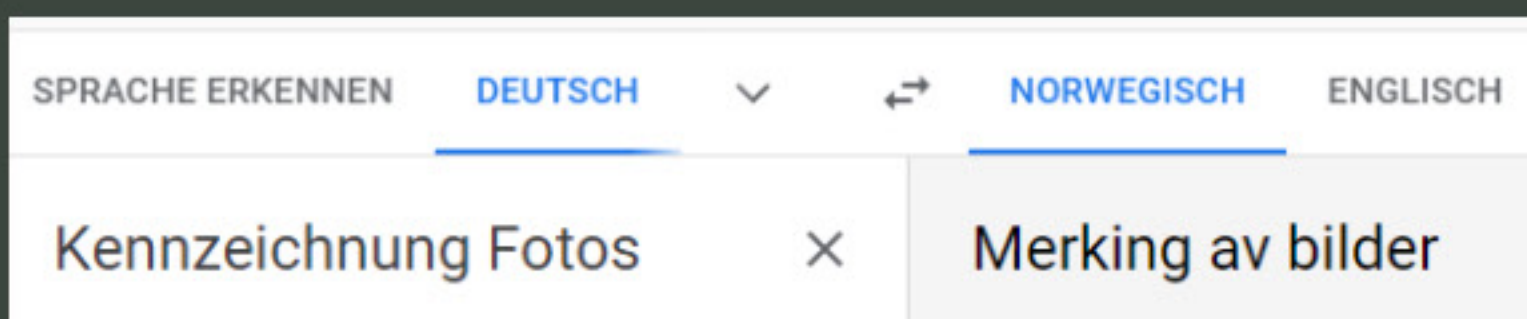 SPRACHE ERKENNEN DEUTSCH NORWEGISCH ENGLISCH
Kennzeichnung Fotos Merking av bilder